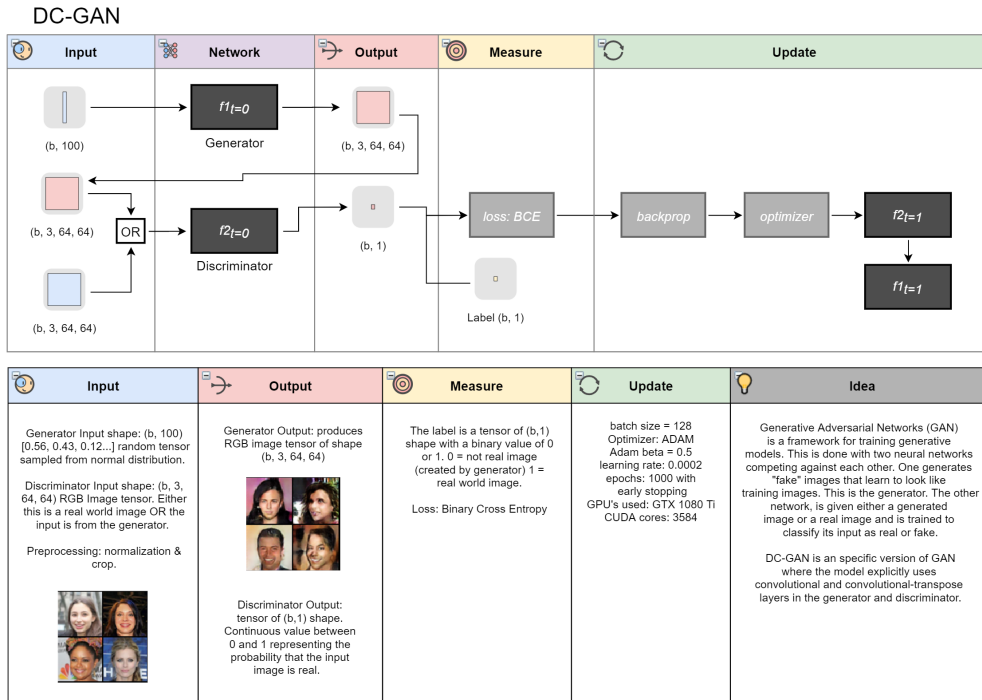 DC-GAN
Input
Network
Output
Measure
Update
f1t=0
(b, 100)
Generator
(b, 3, 64, 64)
(b, 3, 64, 64)
OR
f2t=0
Discriminator
(b, 1)
(b, 3, 64, 64)
loss: BCE
Label (b, 1)
backprop
optimizer
f2t=1
f1t=1
Input
Generator Input shape: (b, 100)
[0.56, 0.43, 0.12...] random tensor
sampled from normal distribution.
Discriminator Input shape: (b, 3,
64, 64) RGB Image tensor. Either
this is a real world image OR the
input is from the generator.
Preprocessing: normalization &
crop.
Output
Generator Output: produces
RGB image tensor of shape
(b, 3, 64, 64)
Discriminator Output:
tensor of (b,1) shape.
Continuous value between
0 and 1 representing the
probability that the input
image is real.
Measure
The label is a tensor of (b,1)
shape with a binary value of 0
or 1. 0 = not real image
(created by generator) 1 =
real world image.
Loss: Binary Cross Entropy
Update
batch size = 128
Optimizer: ADAM
Adam beta = 0.5
learning rate: 0.0002
epochs: 1000 with
early stopping
GPU's used: GTX 1080 Ti
CUDA cores: 3584
Idea
Generative Adversarial Networks (GAN)
is a framework for training generative
models. This is done with two neural networks
competing against each other. One generates
"fake" images that learn to look like
training images. This is the generator. The other
network, is given either a generated
image or a real image and is trained to
classify its input as real or fake.
DC-GAN is an specific version of GAN
where the model explicitly uses
convolutional and convolutional-transpose
layers in the generator and discriminator.